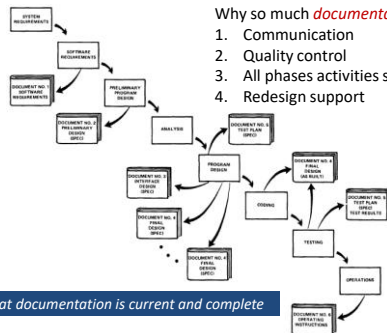 Why so much documenta
1. Communication
2. Quality control
3. All phases activities s
4. Redesign support
SYSTEM
REQUIREMENTS
SOFTWARE
REQUIREMENTS
DOCUMENT NO. 1
SOFTWARE
REQUIREMENTS
PRELIMINARY
PROGRAM
DESIGN
DOCUMENT NO. 2
PRELIMINARY
DESIGN
(SPEC)
ANALYSIS
DOCUMENT NO. 5
TEST PLAN
(SPEC)
PROGRAM
DESIGN
DOCUMENT NO. 3
INTERFACE
DESIGN
(SPEC)
DOCUMENT NO. 4
FINAL
DESIGN
(AS BUILT)
DOCUMENT NO. 4
FINAL
DESIGN
(SPEC)
CODING
DOCUMENT NO. 5
TEST PLAN
(SPEC)
TEST RESULTS
DOCUMENT NO. 4
FINAL
DESIGN
(SPEC)
TESTING
OPERATIONS
at documentation is current and complete
DOCUMENT NO. 6
OPERATING
INSTRUCTIONS